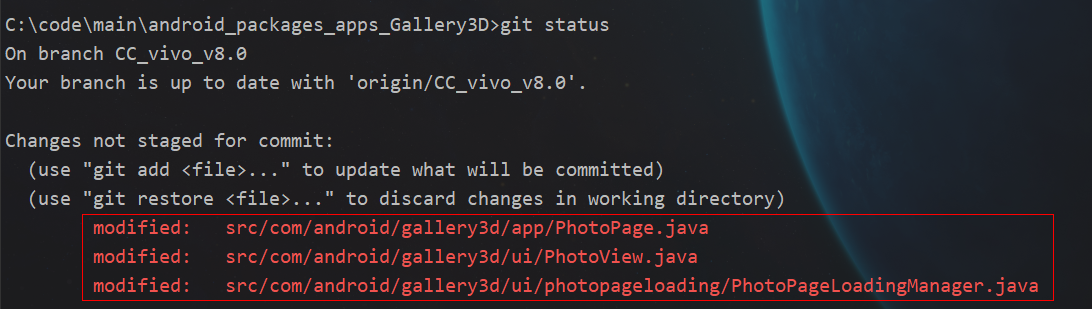 C:\code\main\android_packages_apps_Gallery3D>git status
On branch CC_vivo_v8.0
Your branch is up to date with 'origin/CC_vivo_v8.0'.
Changes not staged for commit:
(use "git add <file>..." to update what will be committed)
(use "git restore <file>..." to discard changes in working directory)
modified:   src/com/android/gallery3d/app/PhotoPage.java
modified:   src/com/android/gallery3d/ui/PhotoView.java
modified:   src/com/android/gallery3d/ui/photopageloading/PhotoPageLoadingManager.java